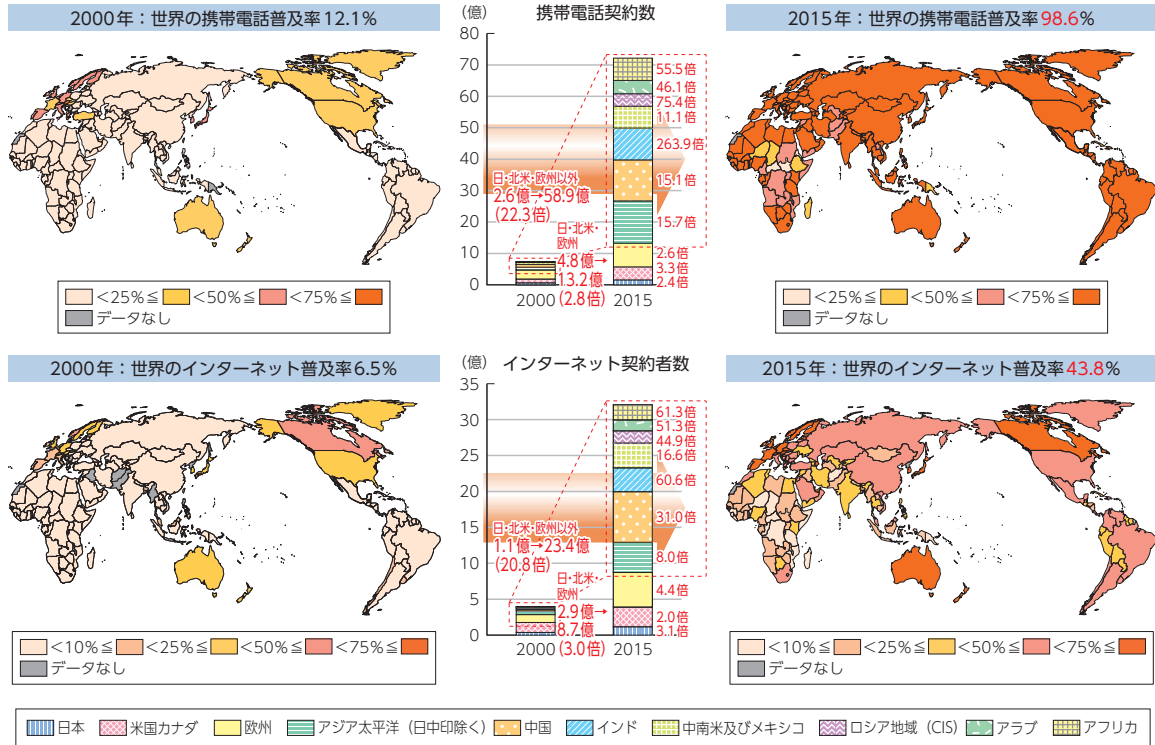 2000年：世界の携帯電話普及率12.1%
<25%≦ <50%≦ <75%≦
データなし
（億） 携帯電話契約数
80
70
60
50
40
30
20
10
0
55.5倍
46.1倍
75.4倍
11.1倍
263.9倍
15.1倍
15.7倍
2.6倍
3.3倍
2.4倍
日・北米・欧州以外
2.6億→58.9億
(22.3倍)
日・北米・
欧州
4.8億→
13.2億
(2.8倍)
2000 2015
2015年：世界の携帯電話普及率98.6%
<25%≦ <50%≦ <75%≦
データなし
2000年：世界のインターネット普及率6.5%
<10%≦ <25%≦ <50%≦ <75%≦
データなし
（億） インターネット契約者数
35
30
25
20
15
10
5
0
61.3倍
51.3倍
44.9倍
16.6倍
60.6倍
31.0倍
8.0倍
4.4倍
2.0倍
3.1倍
日・北米・欧州以外
1.1億→23.4億
(20.8倍)
日・北米・
欧州
2.9億→
8.7億
(3.0倍)
2000 2015
2015年：世界のインターネット普及率43.8%
<10%≦ <25%≦ <50%≦ <75%≦
データなし
日本 米国カナダ 欧州 アジア太平洋（日中印除く） 中国 インド 中南米及びメキシコ ロシア地域（CIS） アラブ アフリカ